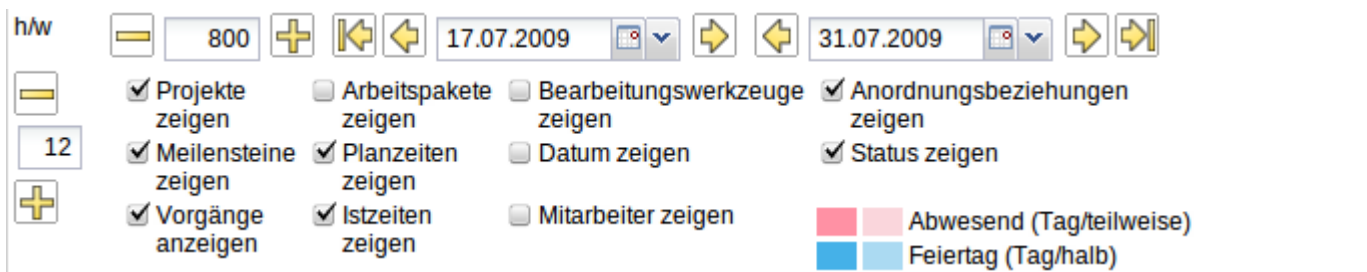 h/w
800
17.07.2009
31.07.2009
12
Projekte zeigen
Arbeitspakete zeigen
Bearbeitungswerkzeuge zeigen
Anordnungsbeziehungen zeigen
Meilensteine zeigen
Planzeiten zeigen
Datum zeigen
Status zeigen
Vorgänge anzeigen
Istzeiten zeigen
Mitarbeiter zeigen
Abwesend (Tag/teilweise)
Feiertag (Tag/halb)